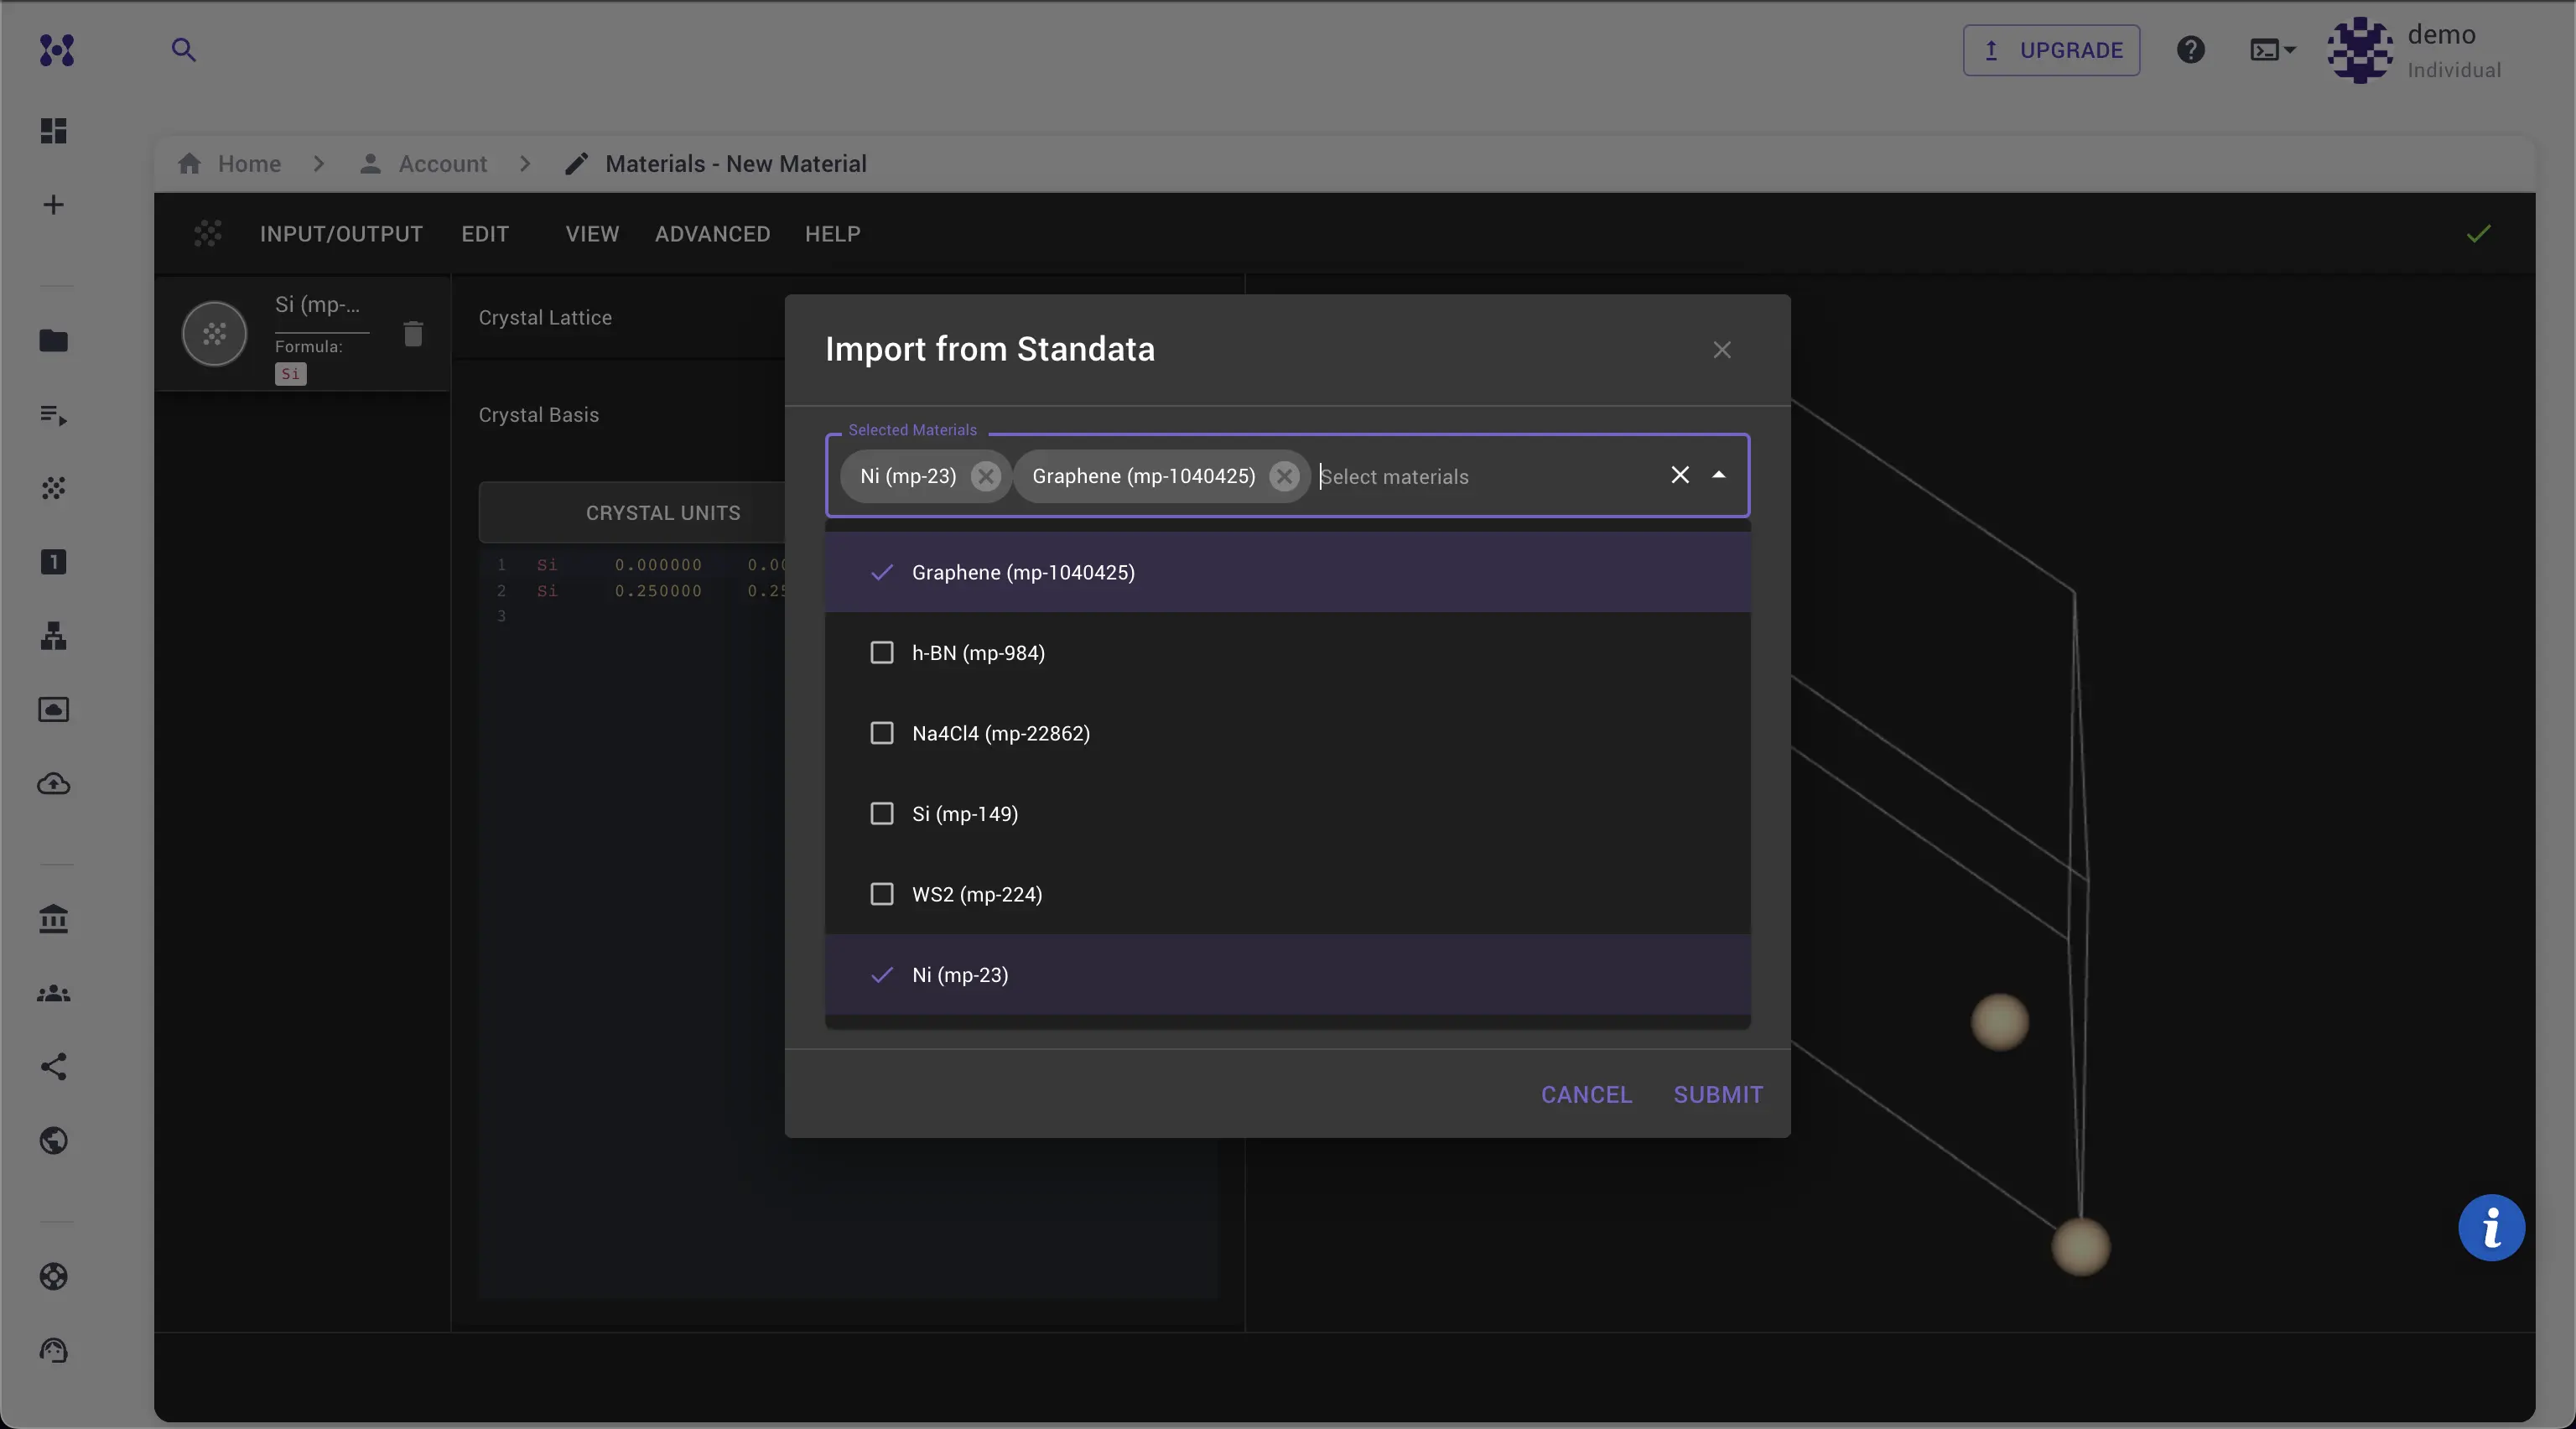 UPGRADE
demo
Individual
Home
Account
Materials - New Material
INPUT/OUTPUT
EDIT
VIEW
ADVANCED
HELP
Si (mp-...
Formula:
Si
Crystal Lattice
Crystal Basis
CRYSTAL UNITS
1 Si 0.000000 0.00
2 Si 0.250000 0.25
3
Import from Standata
Selected Materials
Ni (mp-23)
Graphene (mp-1040425)
Select materials
Graphene (mp-1040425)
h-BN (mp-984)
Na4Cl4 (mp-22862)
Si (mp-149)
WS2 (mp-224)
Ni (mp-23)
CANCEL
SUBMIT